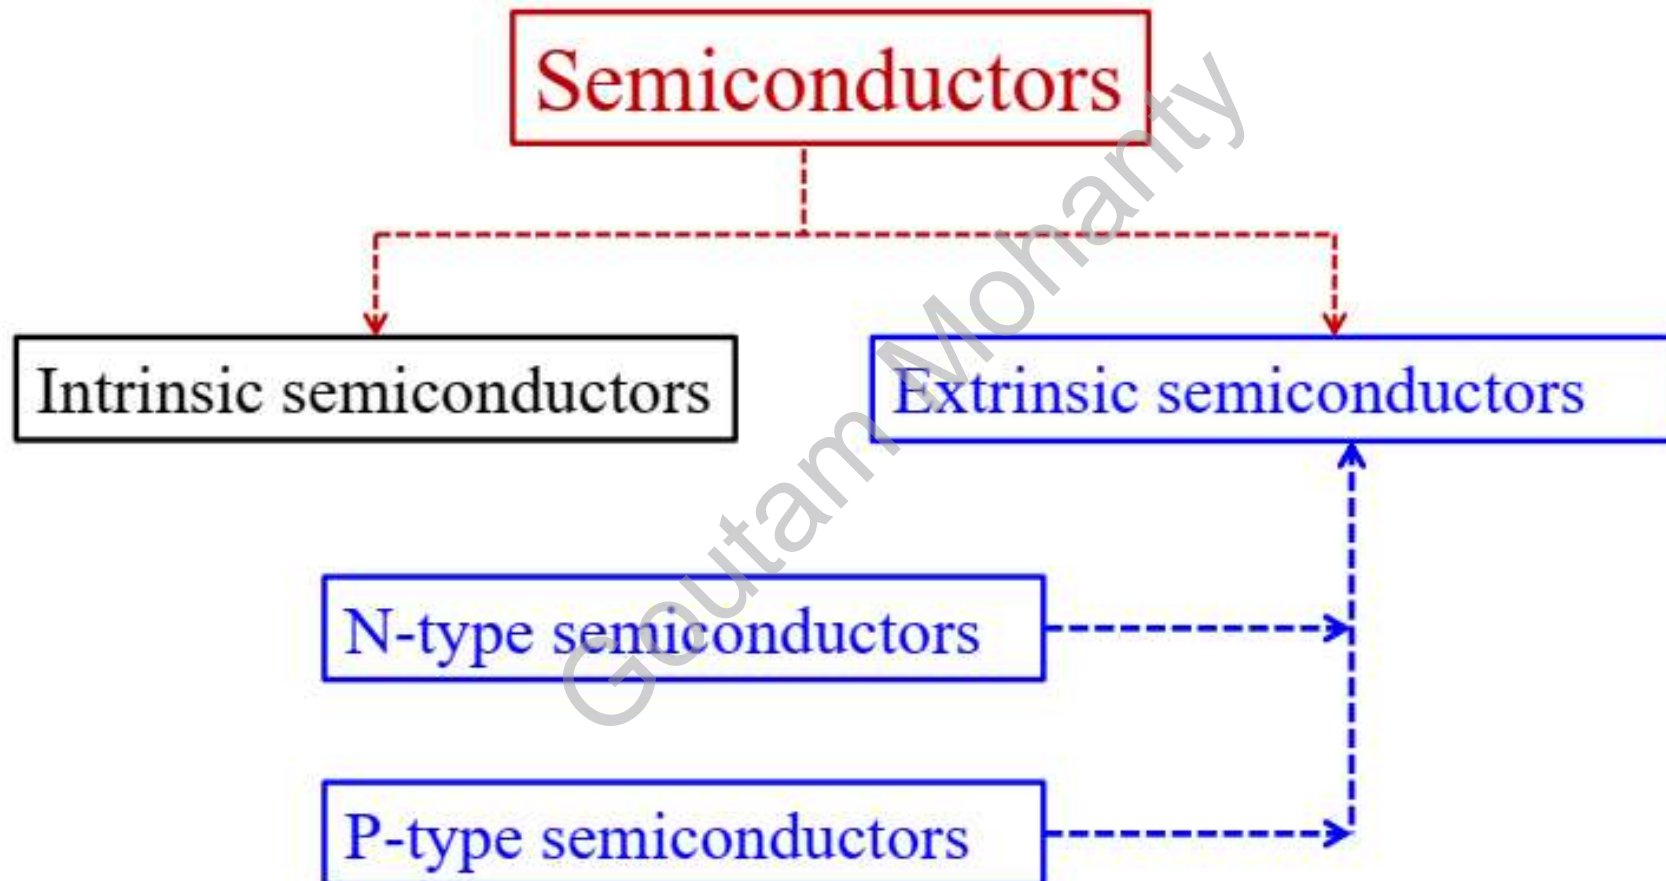 Semiconductors
Intrinsic semiconductors
Extrinsic semiconductors
N-type semiconductors
P-type semiconductors
Goutam Mohanty